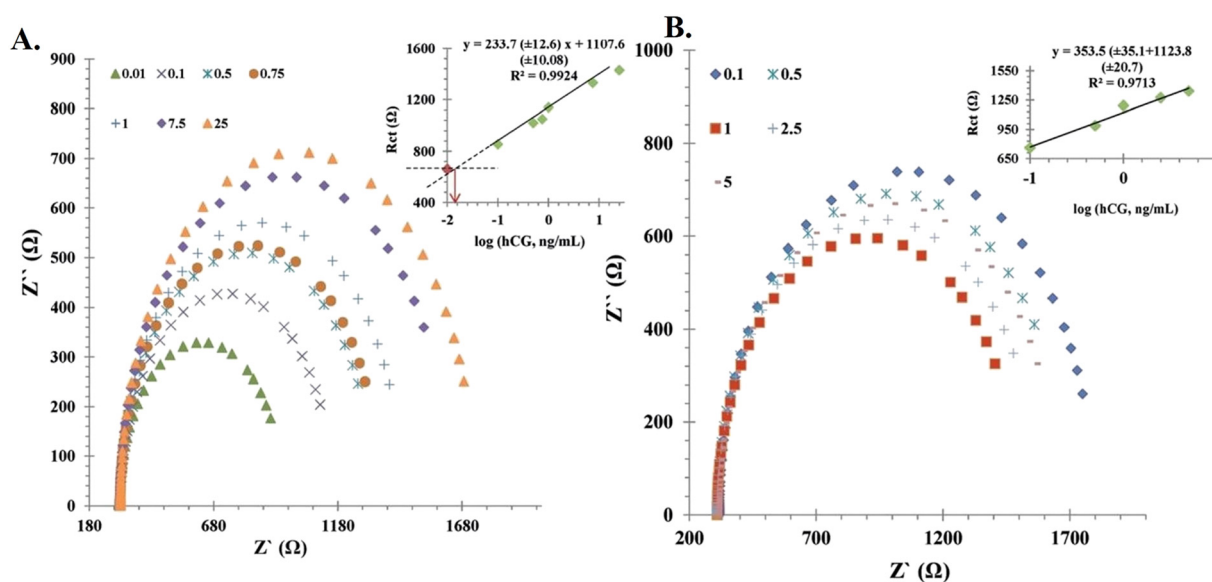 A.
900
800
700
600
500
400
300
200
100
0
Z`` (Ω)
180 680 1180 1680
Z` (Ω)
0.01 0.1 0.5 0.75
1 7.5 25
y = 233.7 (±12.6) x + 1107.6
(±10.08)
R² = 0.9924
1600
1200
800
400
Rct (Ω)
-2 -1 0 1
log (hCG, ng/mL)
B.
1000
800
600
400
200
0
Z`` (Ω)
200 700 1200 1700
Z` (Ω)
0.1 0.5
1 2.5
5
y = 353.5 (±35.1+1123.8
(±20.7)
R² = 0.9713
1550
1250
950
650
Rct (Ω)
-1 0
log (hCG, ng/mL)